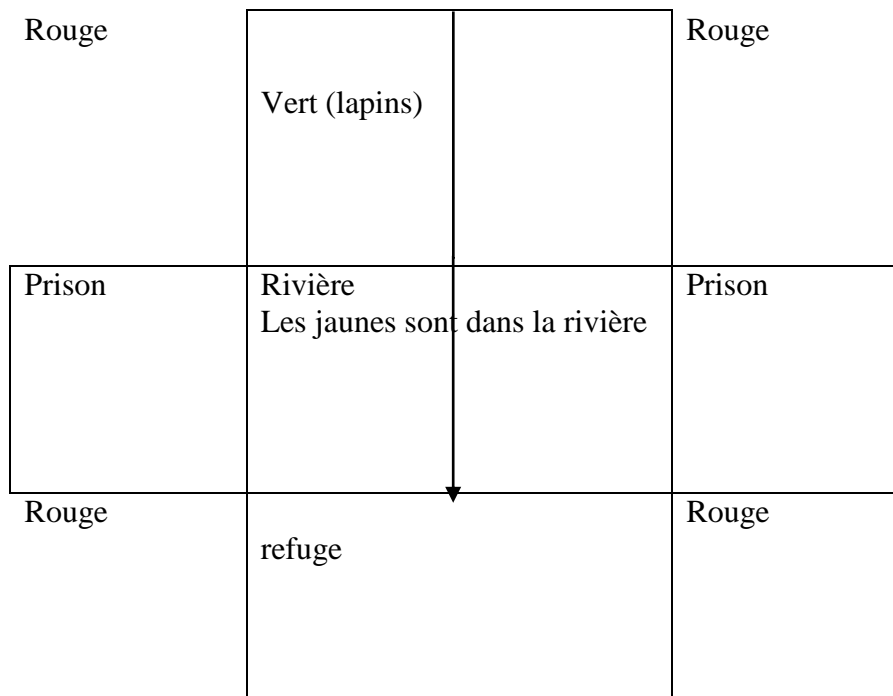 Rouge
Rouge
Vert (lapins)
Prison
Rivière
Les jaunes sont dans la rivière
Prison
Rouge
Rouge
refuge